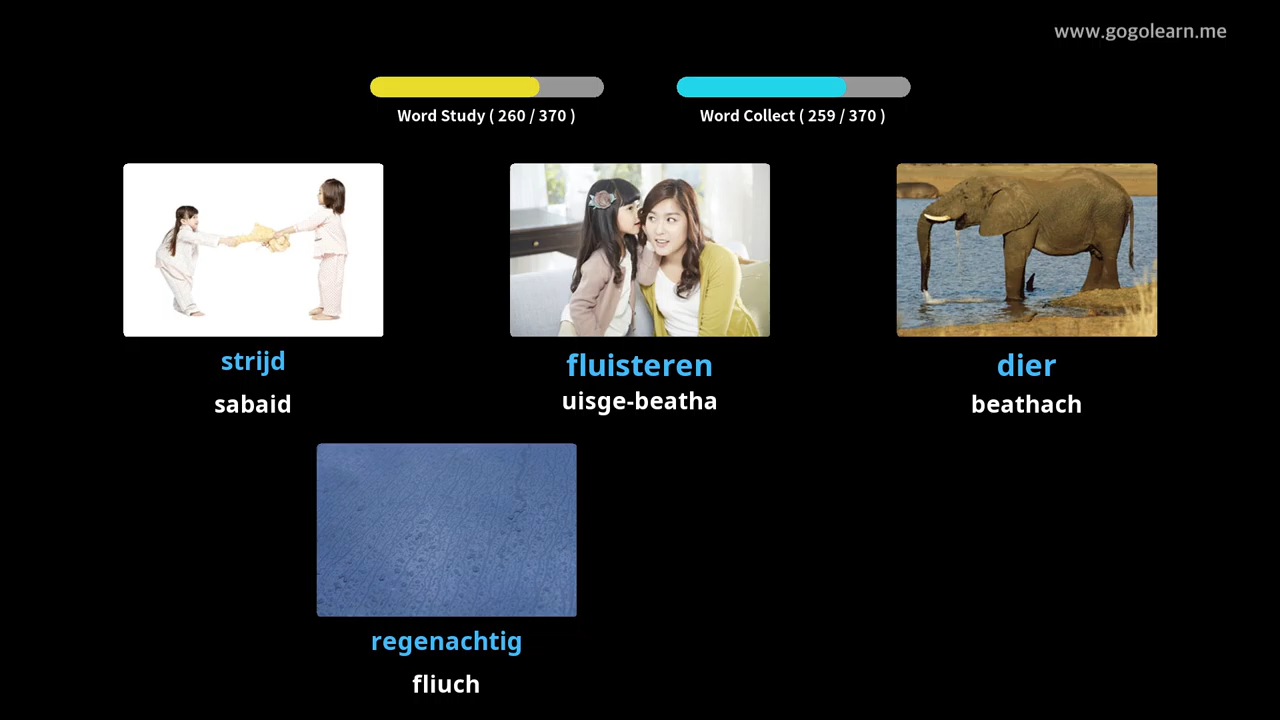 www.gogolearn.me
Word Study ( 260 / 370 )
Word Collect ( 259 / 370 )
strijd
sabaid
fluisteren
uisge-beatha
dier
beathach
regenachtig
fliuch